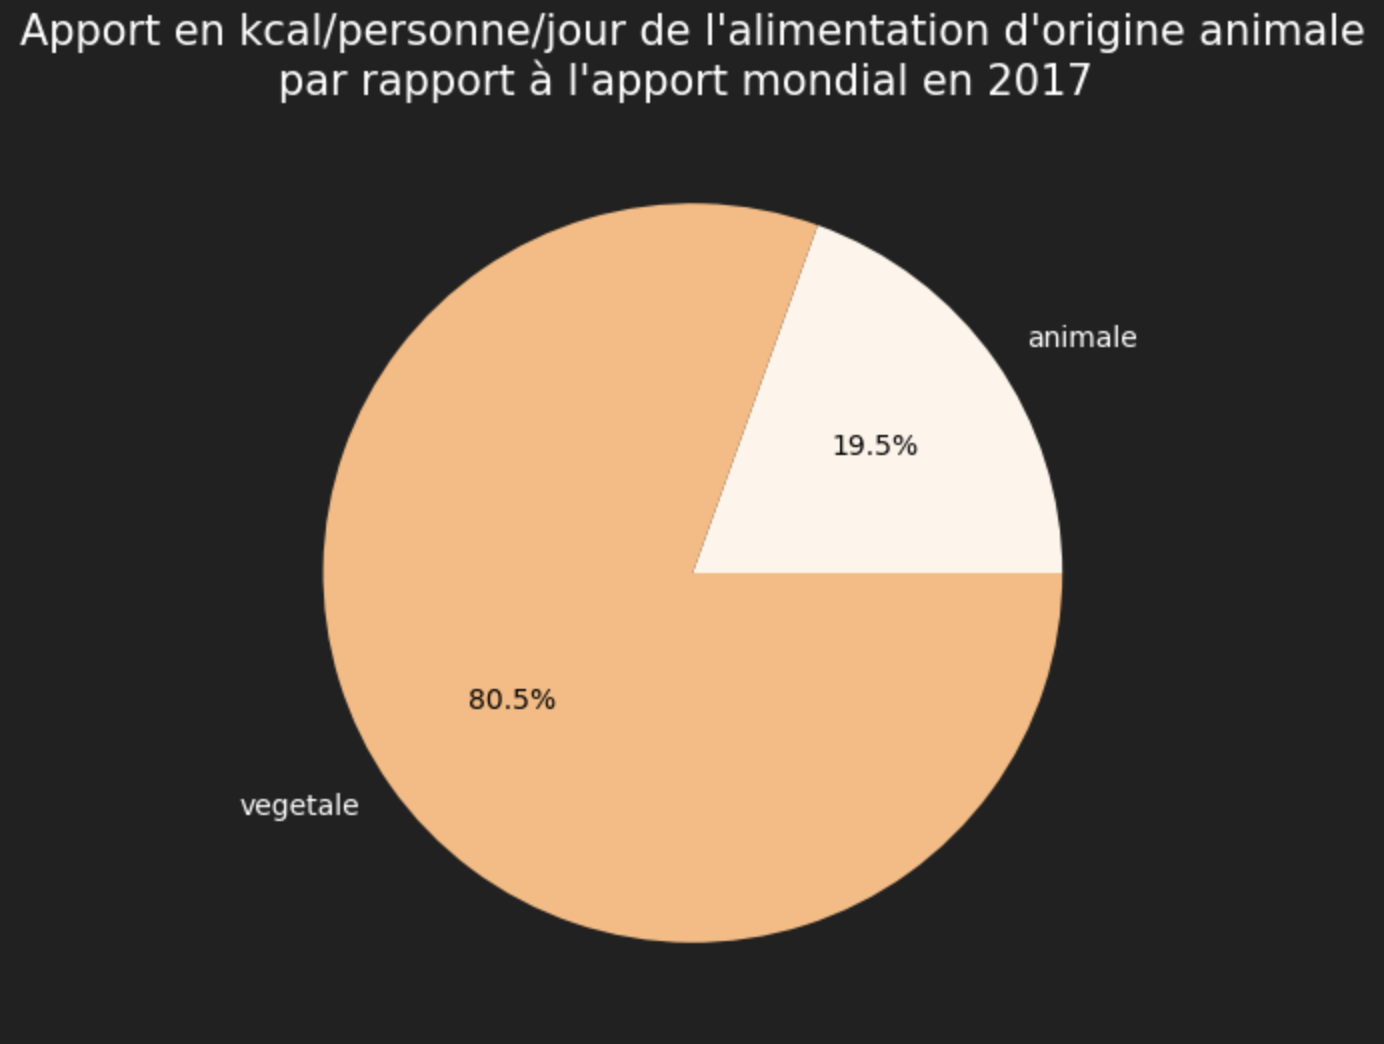 Apport en kcal/personne/jour de l'alimentation d'origine animale
par rapport à l'apport mondial en 2017
animale
19.5%
80.5%
vegetale